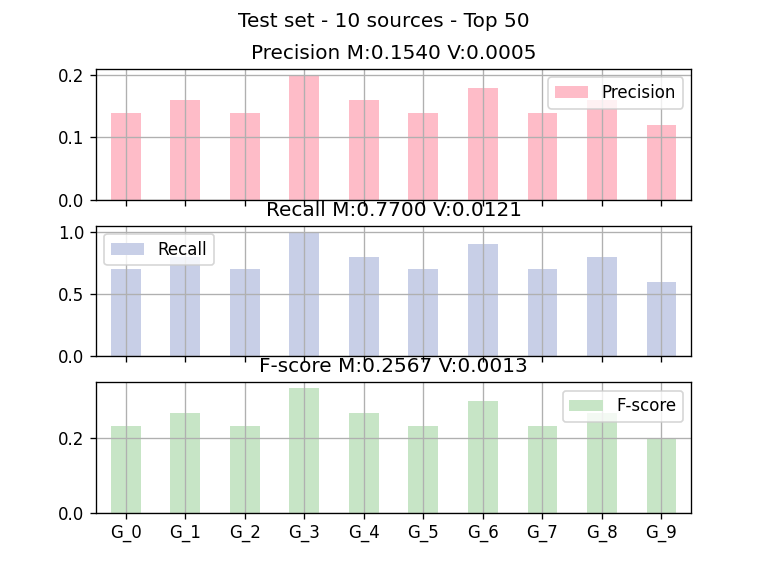 Test set - 10 sources - Top 50
Precision M:0.1540 V:0.0005
0.2
0.1
0.0
Precision
Recall M:0.7700 V:0.0121
1.0
0.5
0.0
Recall
F-score M:0.2567 V:0.0013
0.2
0.0
F-score
G_0 G_1 G_2 G_3 G_4 G_5 G_6 G_7 G_8 G_9